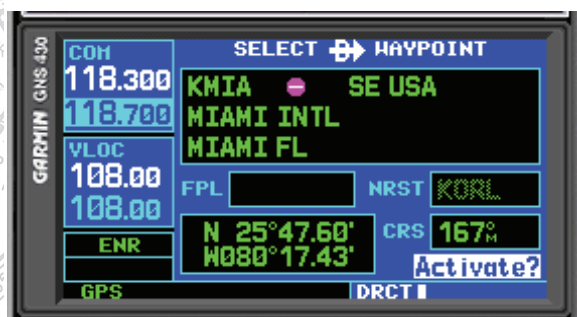 GARMIN GNS 430
COM
118.300
118.700
VLOC
108.00
108.00
ENR
GPS
SELECT D WAYPOINT
KMIA SE USA
MIAMI INTL
MIAMI FL
FPL
NRST KORL
N 25°47.60'
W080°17.43'
CRS 167°M
Activate?
DRCT